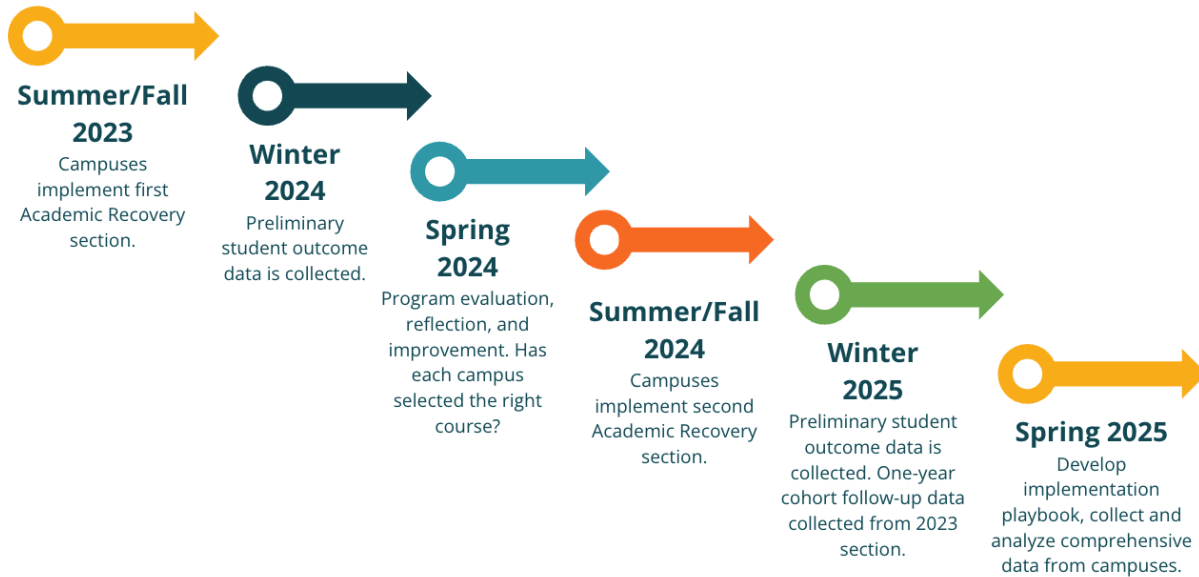 Summer/Fall
2023
Campuses
implement first
Academic Recovery
section.
Winter
2024
Preliminary
student outcome
data is collected.
Spring
2024
Program evaluation,
reflection, and
improvement. Has
each campus
selected the right
course?
Summer/Fall
2024
Campuses
implement second
Academic Recovery
section.
Winter
2025
Preliminary student
outcome data is
collected. One-year
cohort follow-up data
collected from 2023
section.
Spring 2025
Develop
implementation
playbook, collect and
analyze comprehensive
data from campuses.